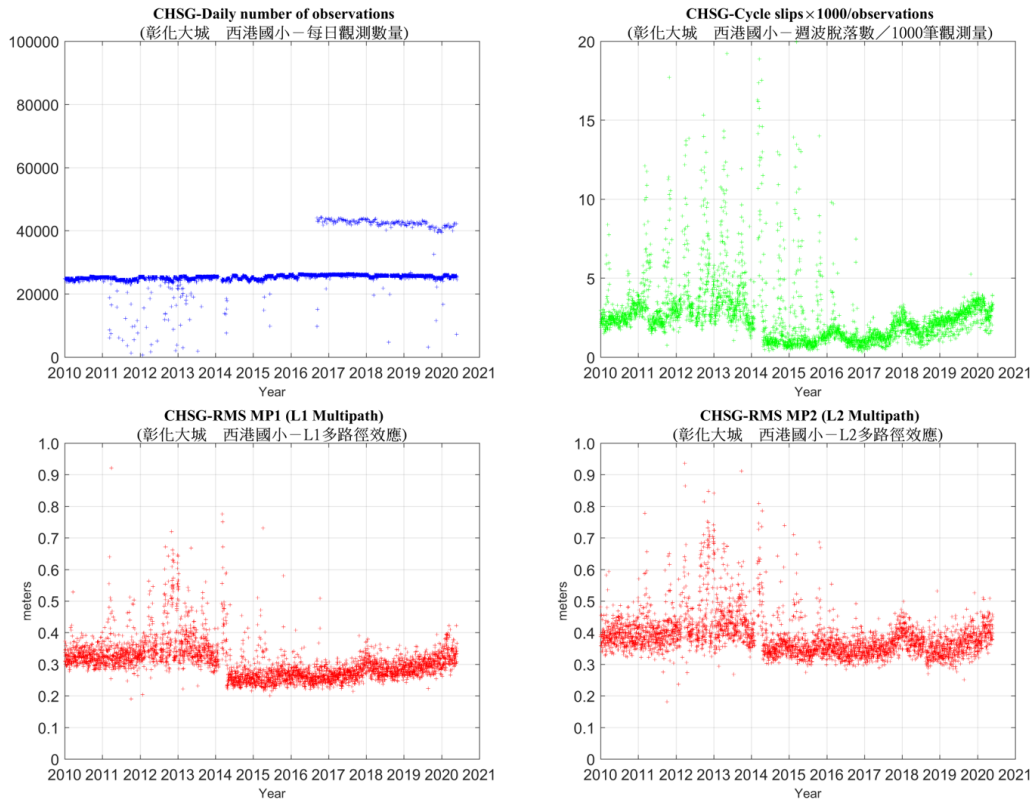 CHSG-Daily number of observations
(彰化大城　西港國小－每日觀測數量)
100000
80000
60000
40000
20000
0
2010 2011 2012 2013 2014 2015 2016 2017 2018 2019 2020 2021
Year
CHSG-Cycle slips×1000/observations
(彰化大城　西港國小－週波脫落數／1000筆觀測量)
20
15
10
5
0
2010 2011 2012 2013 2014 2015 2016 2017 2018 2019 2020 2021
Year
CHSG-RMS MP1 (L1 Multipath)
(彰化大城　西港國小－L1多路徑效應)
1.0
0.9
0.8
0.7
0.6
0.5
0.4
0.3
0.2
0.1
0
meters
2010 2011 2012 2013 2014 2015 2016 2017 2018 2019 2020 2021
Year
CHSG-RMS MP2 (L2 Multipath)
(彰化大城　西港國小－L2多路徑效應)
1.0
0.9
0.8
0.7
0.6
0.5
0.4
0.3
0.2
0.1
0
meters
2010 2011 2012 2013 2014 2015 2016 2017 2018 2019 2020 2021
Year